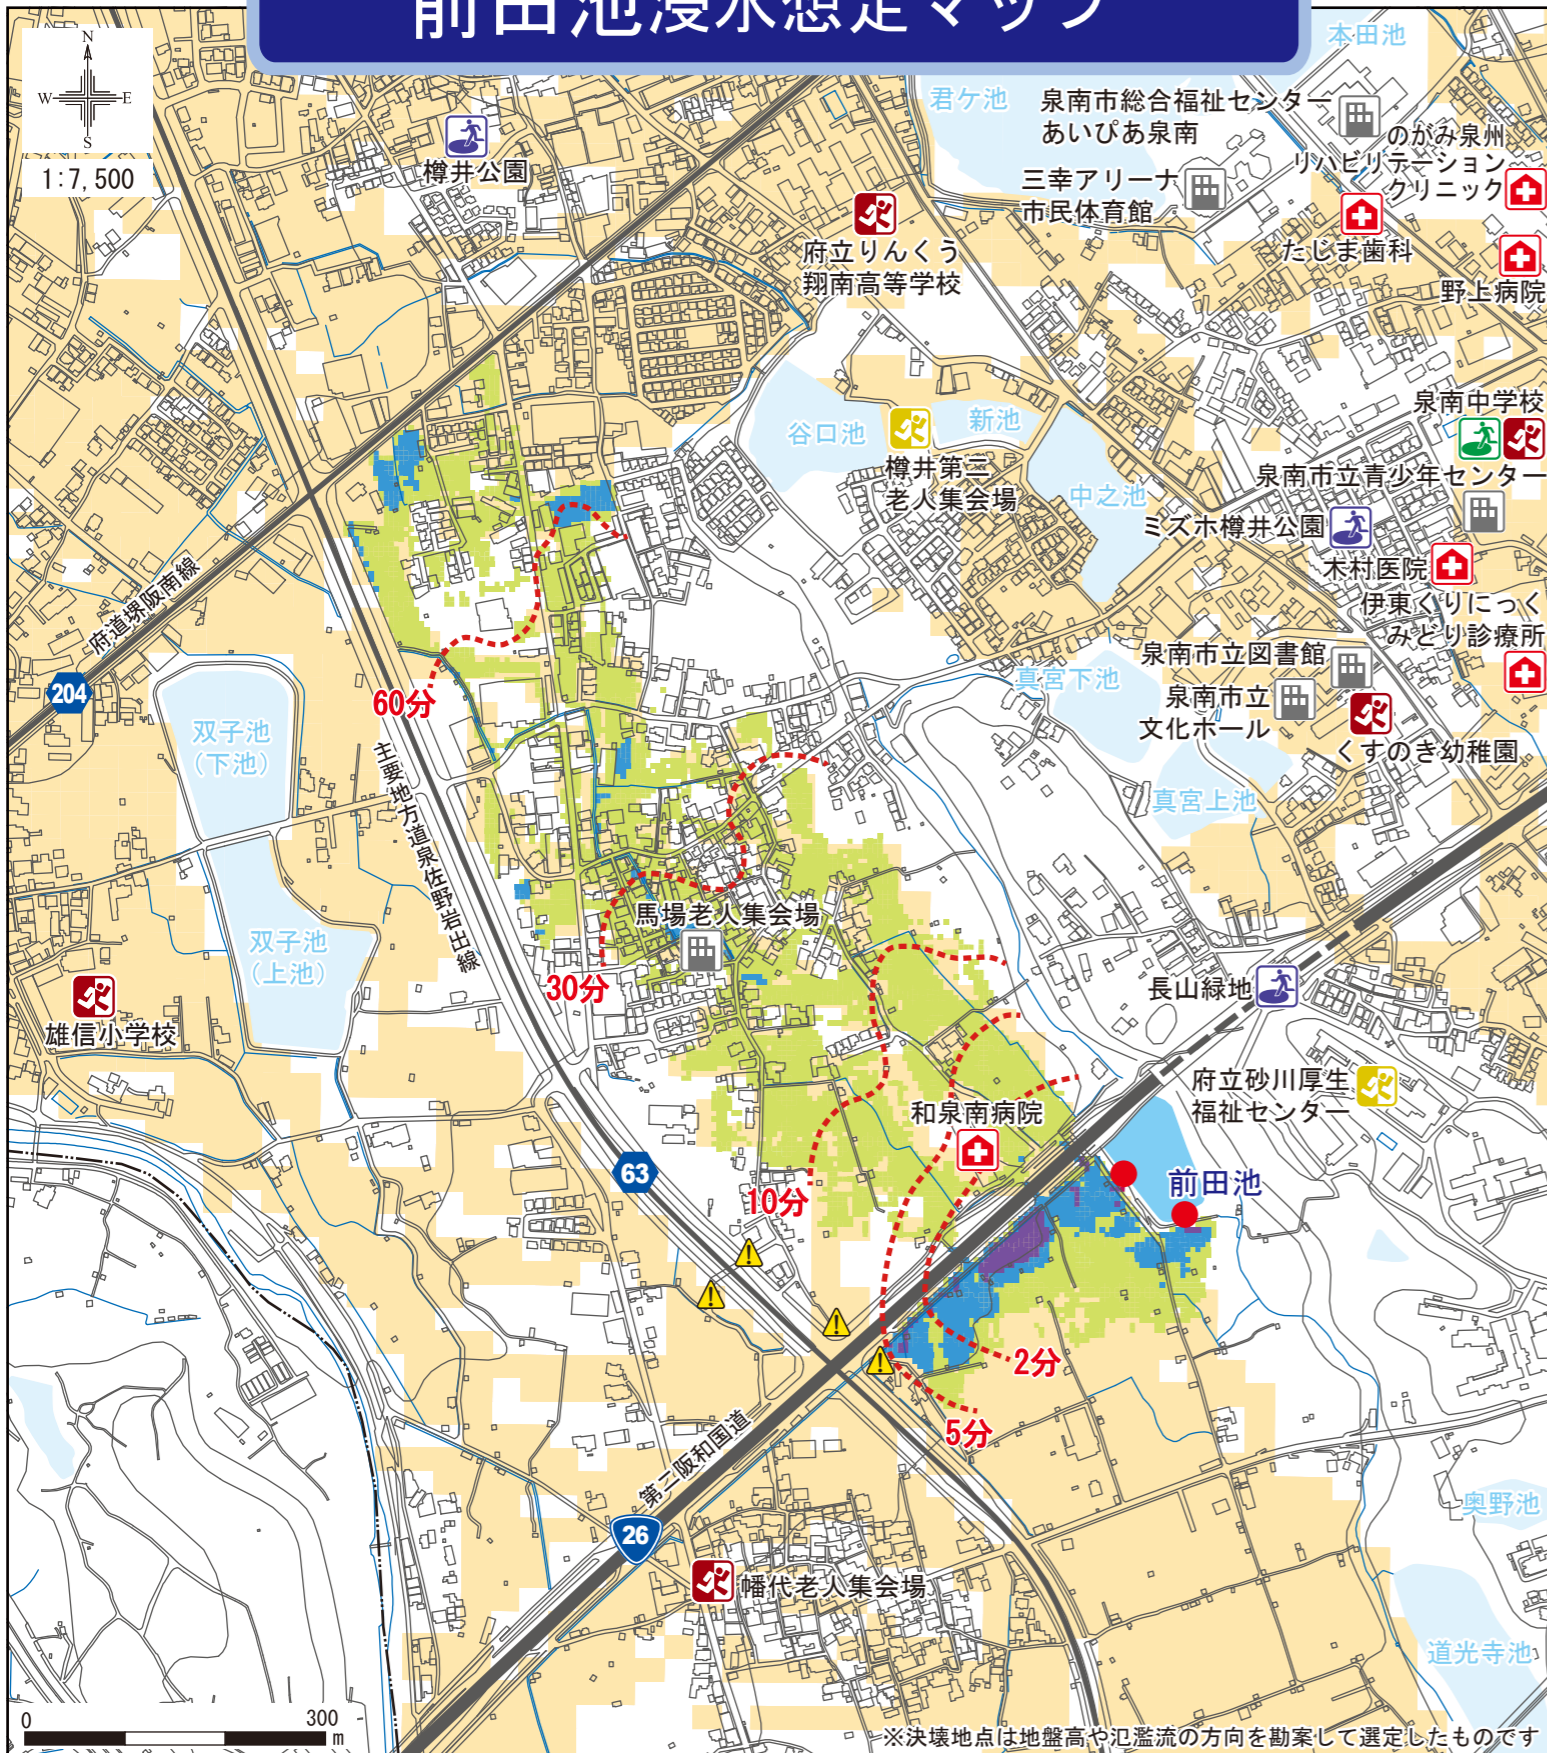 前田池浸水想定マップ
N
W
E
S
1:7,500
本田池
君ケ池
泉南市総合福祉センター
あいぴあ泉南
のがみ泉州
リハビリテーション
クリニック
樽井公園
三幸アリーナ
市民体育館
たじま歯科
府立りんくう
翔南高等学校
野上病院
泉南中学校
谷口池
新池
樽井第三
老人集会場
泉南市立青少年センター
中之池
ミズホ樽井公園
木村医院
府道堺阪南線
伊東くりにっく
みどり診療所
泉南市立図書館
真宮下池
204
60分
泉南市立
文化ホール
双子池
（下池）
くすのき幼稚園
主要地方道泉佐野岩出線
真宮上池
馬場老人集会場
双子池
（上池）
30分
長山緑地
雄信小学校
府立砂川厚生
福祉センター
和泉南病院
63
10分
前田池
2分
5分
第二阪和国道
奥野池
26
幡代老人集会場
道光寺池
0
300
m
※決壊地点は地盤高や氾濫流の方向を勘案して選定したものです